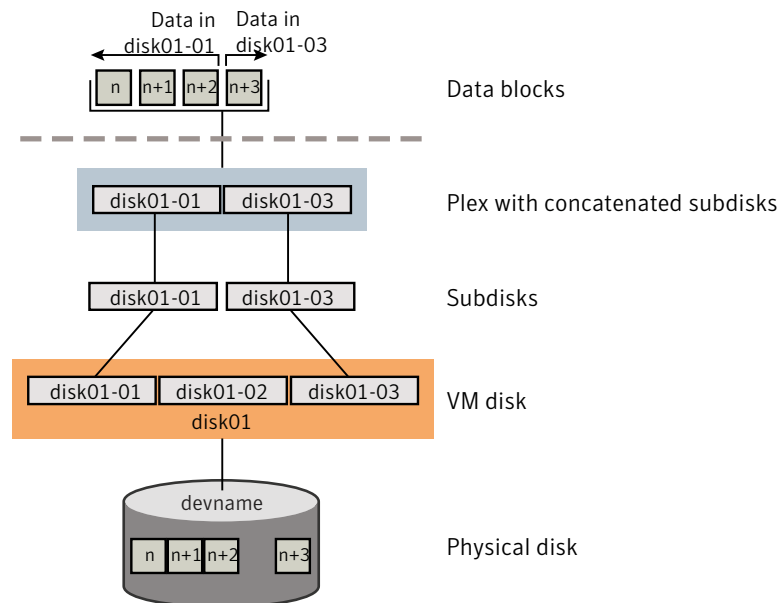 Data in
disk01-01
Data in
disk01-03
n
n+1
n+2
n+3
Data blocks
disk01-01
disk01-03
Plex with concatenated subdisks
disk01-01
disk01-03
Subdisks
disk01-01
disk01-02
disk01-03
disk01
VM disk
devname
n
n+1
n+2
n+3
Physical disk